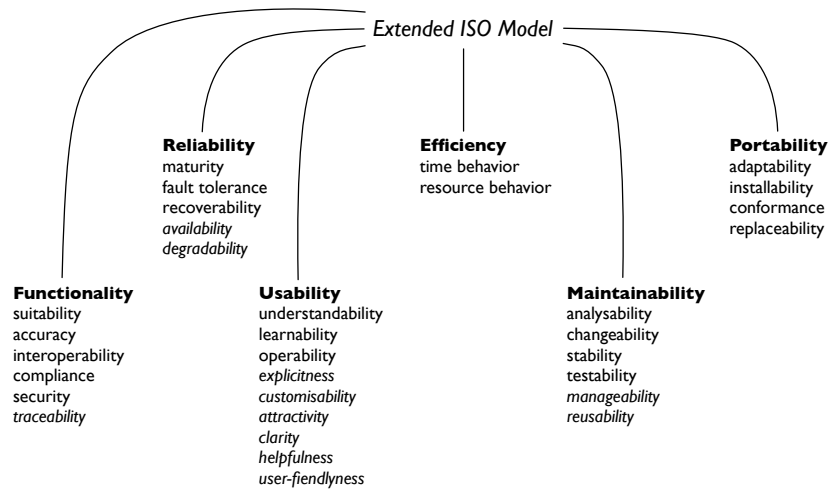 Extended ISO Model
Reliability
maturity
fault tolerance
recoverability
availability
degradability
Efficiency
time behavior
resource behavior
Portability
adaptability
installability
conformance
replaceability
Functionality
suitability
accuracy
interoperability
compliance
security
traceability
Usability
understandability
learnability
operability
explicitness
customisability
attractivity
clarity
helpfulness
user-fiendlyness
Maintainability
analysability
changeability
stability
testability
manageability
reusability